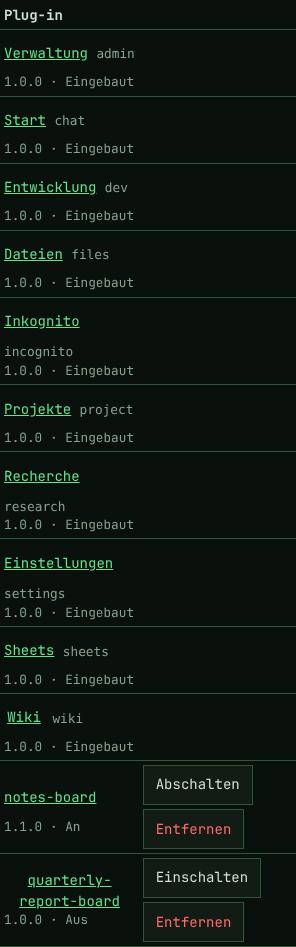 Plug-in
Verwaltung admin
1.0.0 · Eingebaut
Start chat
1.0.0 · Eingebaut
Entwicklung dev
1.0.0 · Eingebaut
Dateien files
1.0.0 · Eingebaut
Inkognito
incognito
1.0.0 · Eingebaut
Projekte project
1.0.0 · Eingebaut
Recherche
research
1.0.0 · Eingebaut
Einstellungen
settings
1.0.0 · Eingebaut
Sheets sheets
1.0.0 · Eingebaut
Wiki wiki
1.0.0 · Eingebaut
notes-board
1.1.0 · An
Abschalten
Entfernen
quarterly-
report-board
1.0.0 · Aus
Einschalten
Entfernen